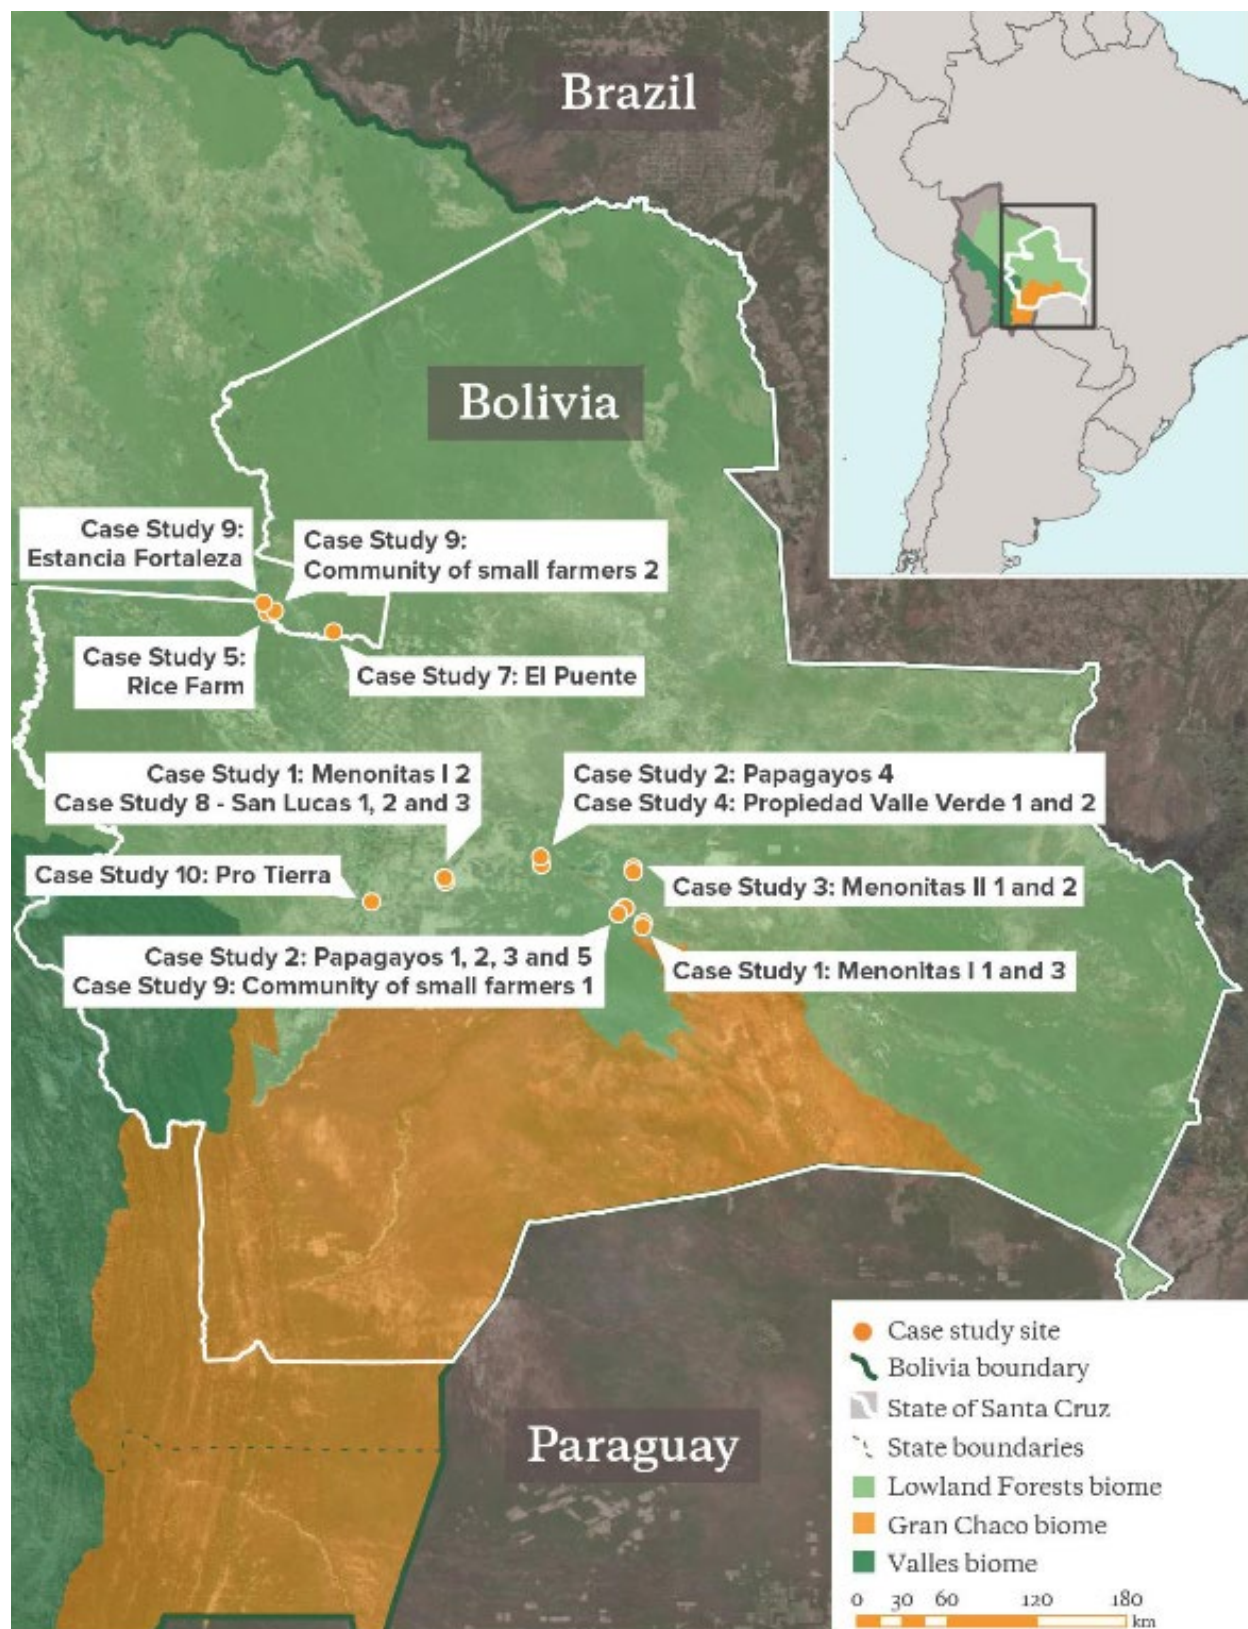 Brazil
Bolivia
Case Study 9:
Estancia Fortaleza
Case Study 9:
Community of small farmers 2
Case Study 5:
Rice Farm
Case Study 7: El Puente
Case Study 1: Menonitas I 2
Case Study 8 - San Lucas 1, 2 and 3
Case Study 2: Papagayos 4
Case Study 4: Propiedad Valle Verde 1 and 2
Case Study 10: Pro Tierra
Case Study 3: Menonitas II 1 and 2
Case Study 2: Papagayos 1, 2, 3 and 5
Case Study 9: Community of small farmers 1
Case Study 1: Menonitas I 1 and 3
Paraguay
Case study site
Bolivia boundary
State of Santa Cruz
State boundaries
Lowland Forests biome
Gran Chaco biome
Valles biome
0 30 60 120 180
km